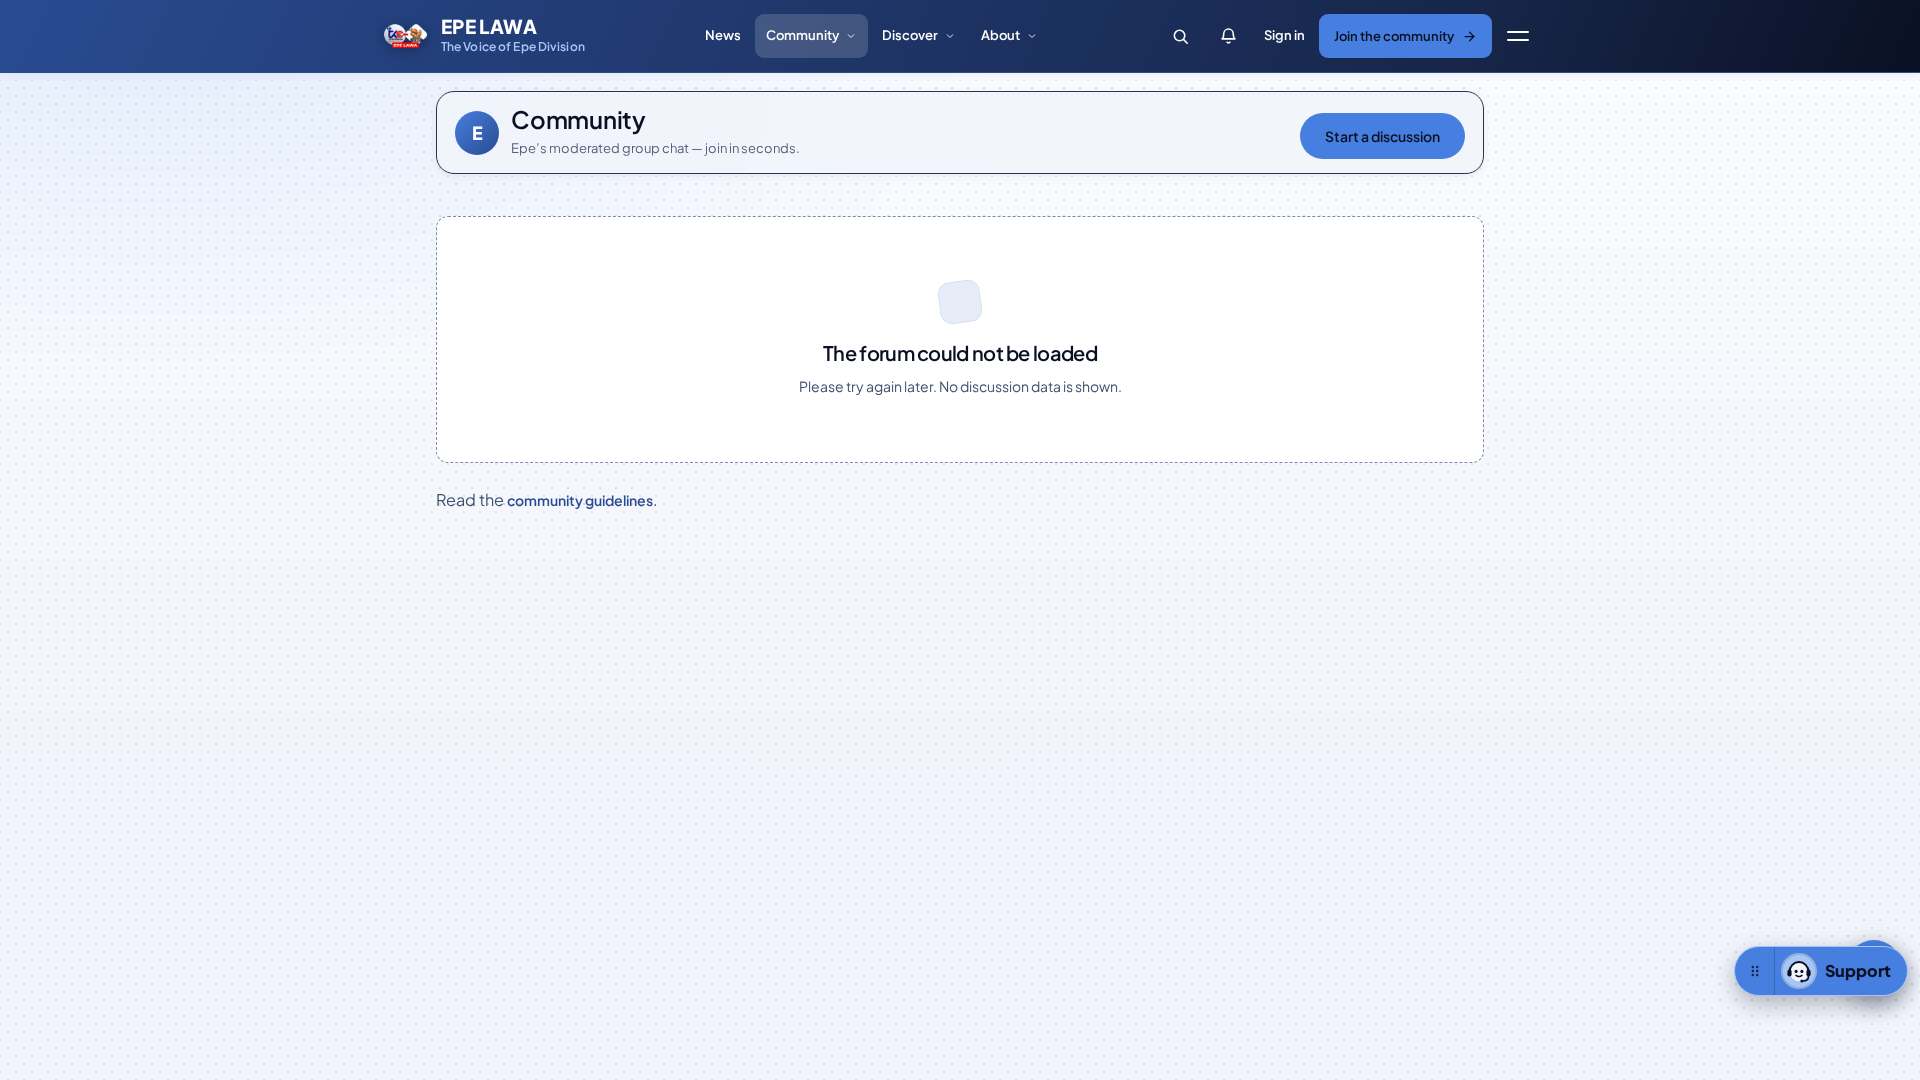 EPE LAWA
The Voice of Epe Division
News
Community
Discover
About
Sign in
Join the community
E
Community
Epe's moderated group chat — join in seconds.
Start a discussion
The forum could not be loaded
Please try again later. No discussion data is shown.
Read the community guidelines.
Support